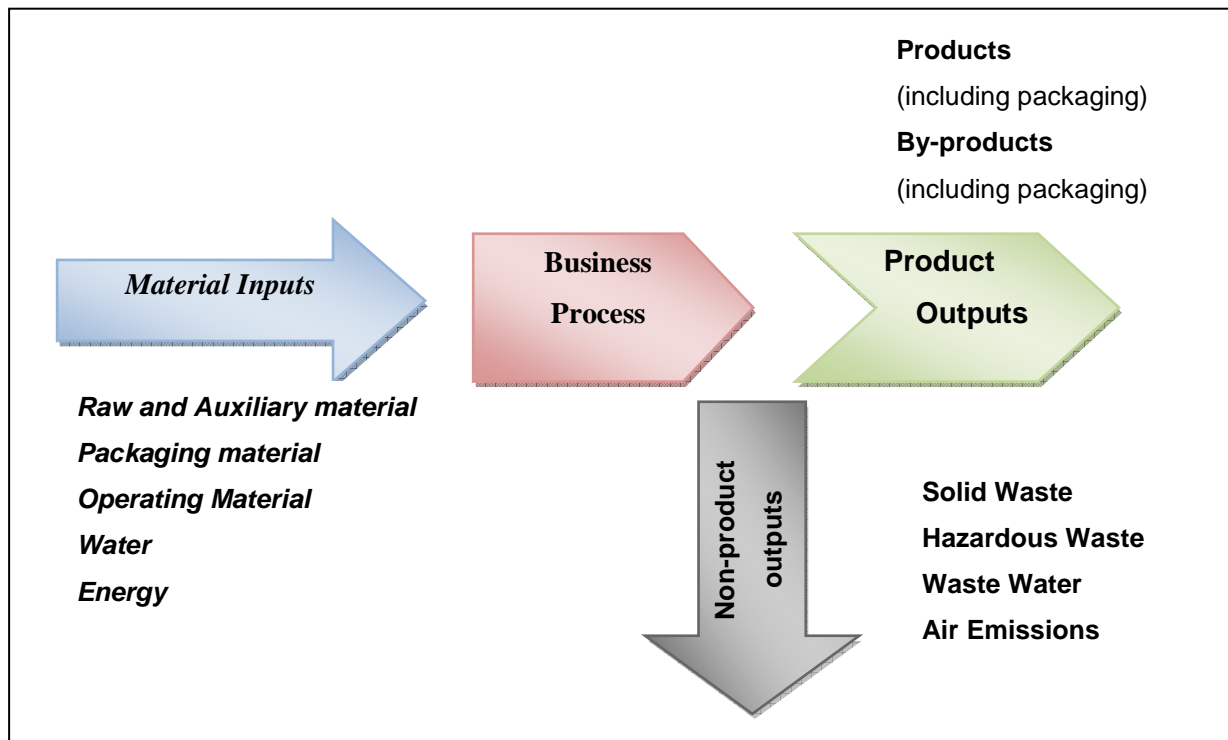 Products
(including packaging)
By-products
(including packaging)
Material Inputs
Business
Process
Product
Outputs
Raw and Auxiliary material
Packaging material
Operating Material
Water
Energy
Non-product
outputs
Solid Waste
Hazardous Waste
Waste Water
Air Emissions